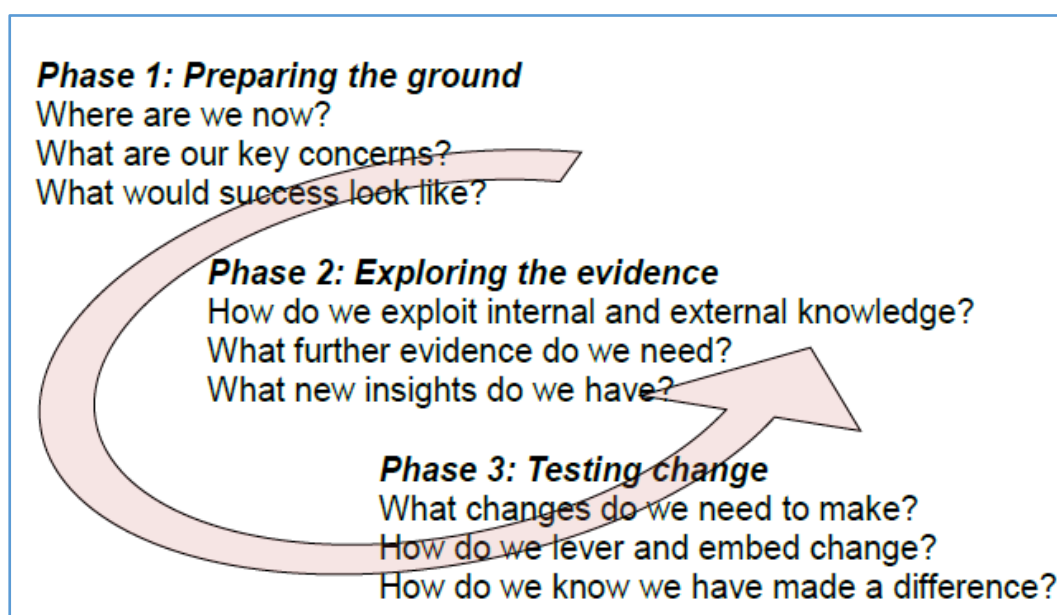 Phase 1: Preparing the ground
Where are we now?
What are our key concerns?
What would success look like?
Phase 2: Exploring the evidence
How do we exploit internal and external knowledge?
What further evidence do we need?
What new insights do we have?
Phase 3: Testing change
What changes do we need to make?
How do we lever and embed change?
How do we know we have made a difference?